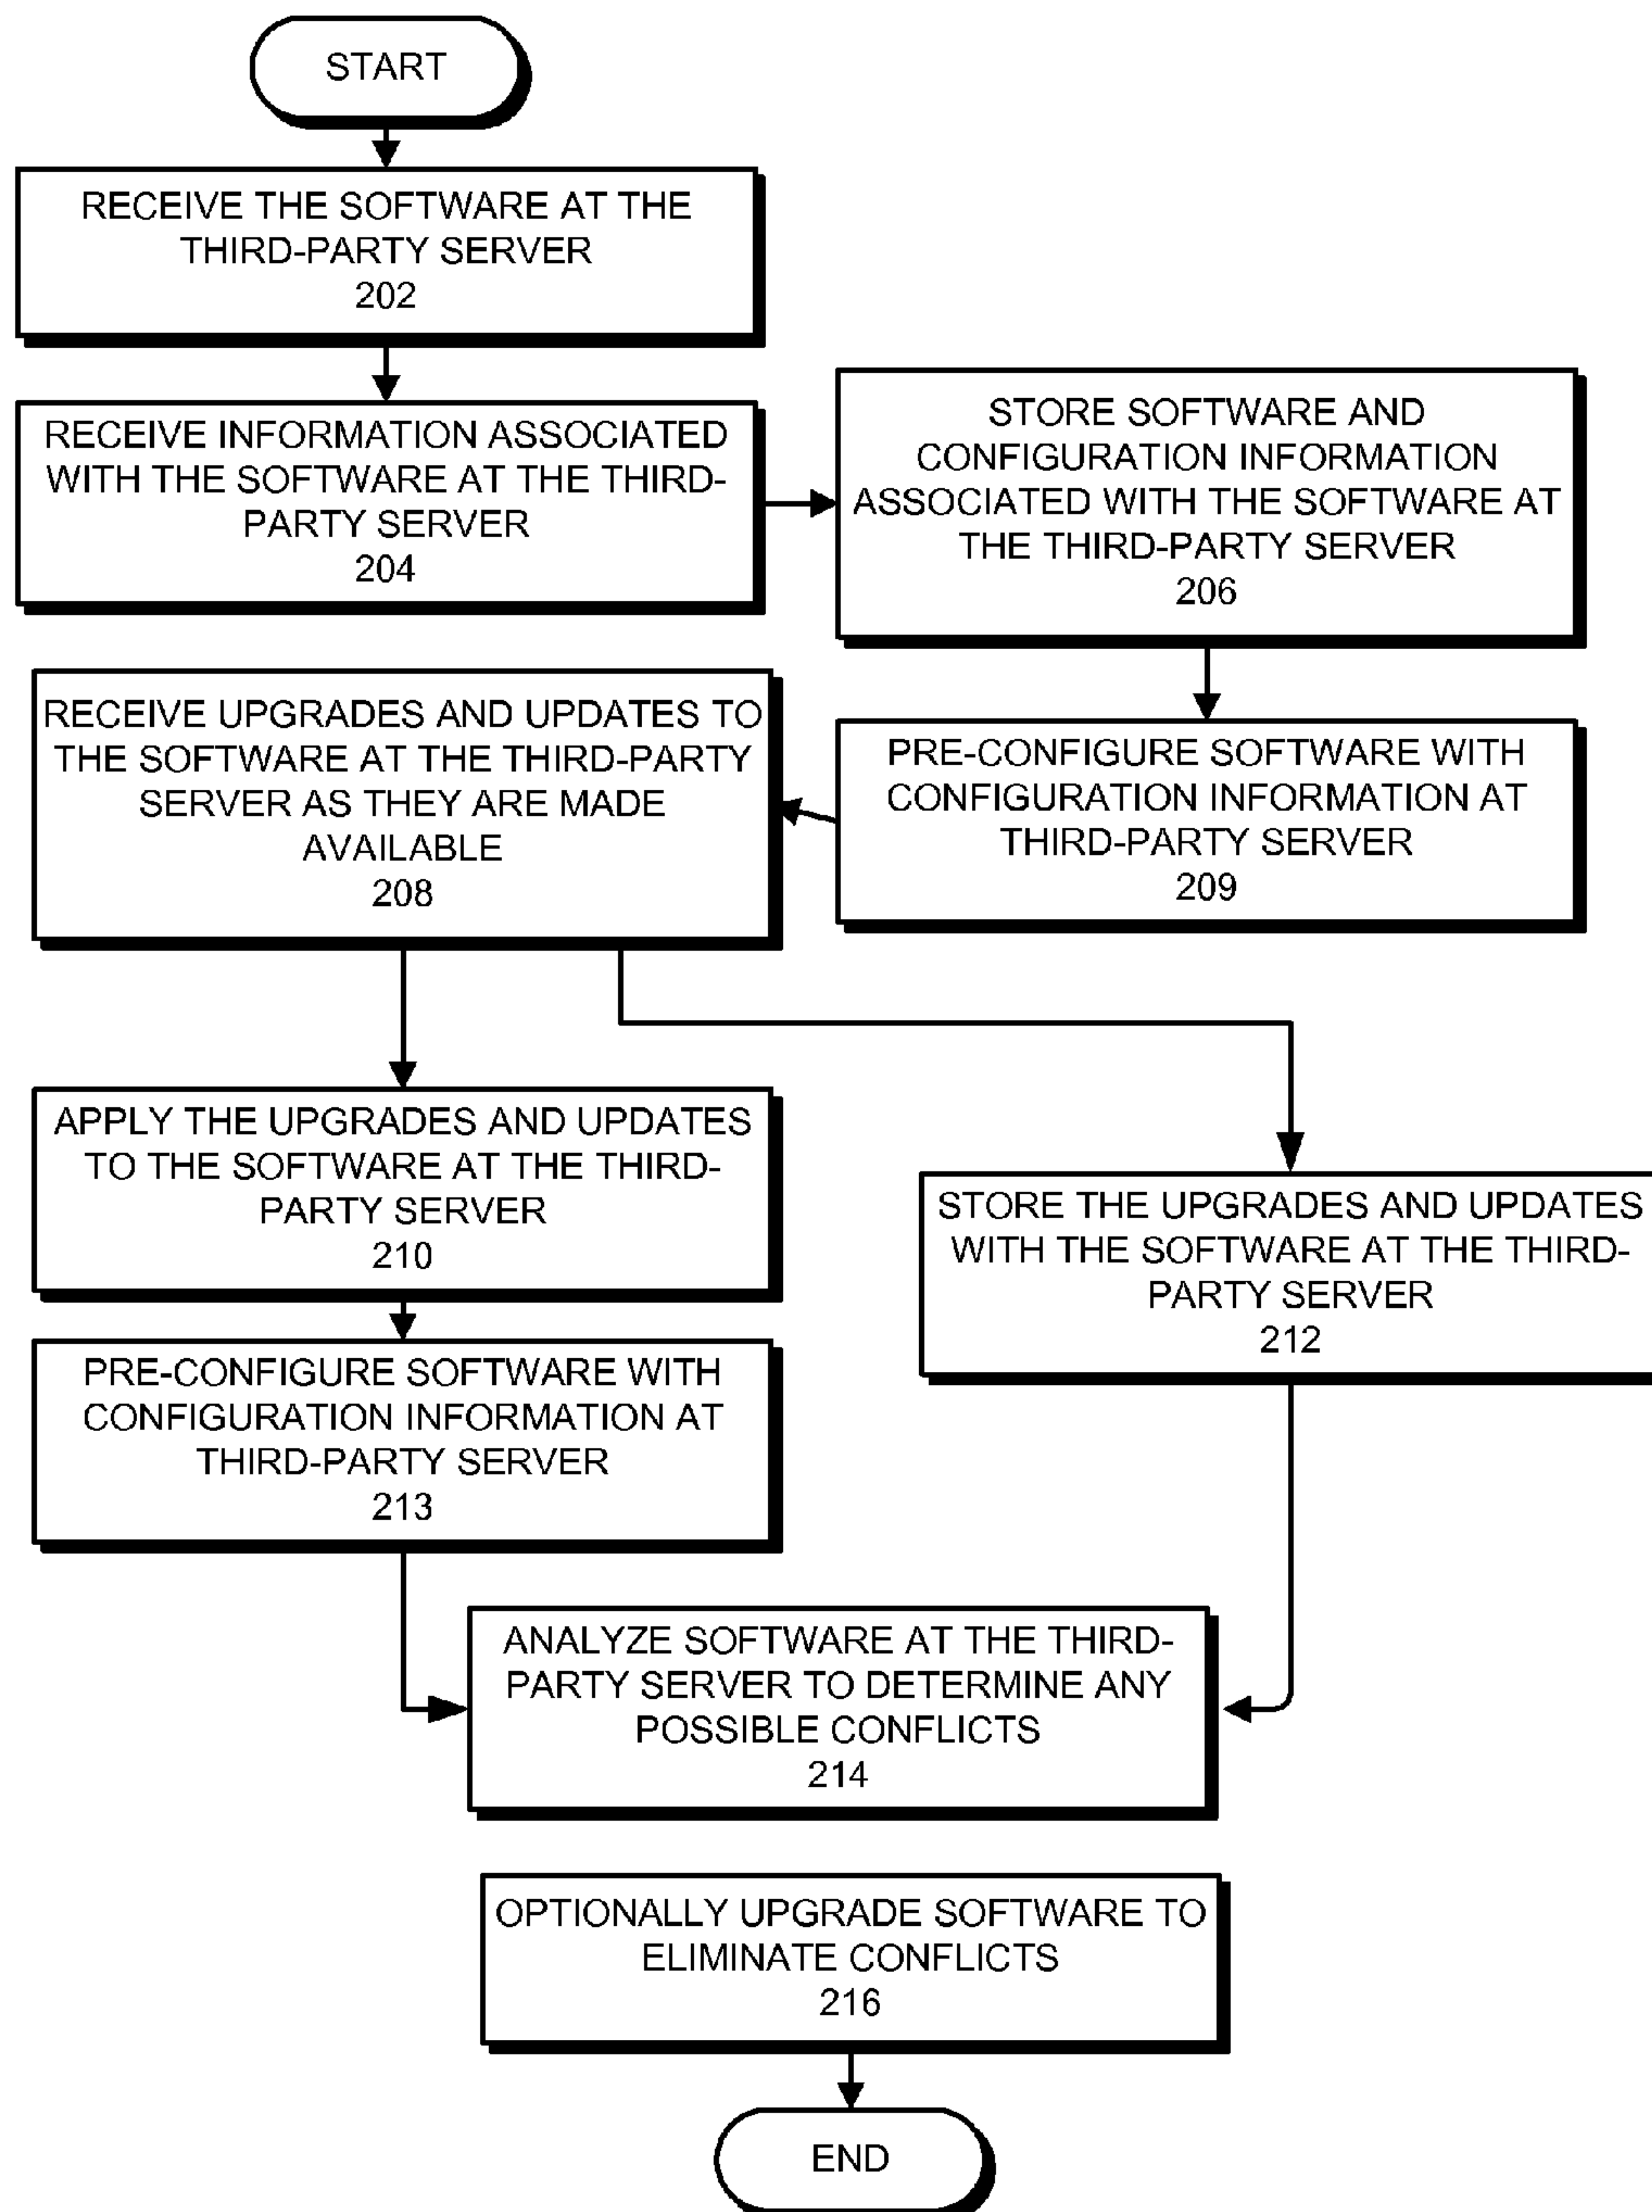 START
RECEIVE THE SOFTWARE AT THE
THIRD-PARTY SERVER
202
RECEIVE INFORMATION ASSOCIATED
WITH THE SOFTWARE AT THE THIRD-
PARTY SERVER
204
STORE SOFTWARE AND
CONFIGURATION INFORMATION
ASSOCIATED WITH THE SOFTWARE AT
THE THIRD-PARTY SERVER
206
PRE-CONFIGURE SOFTWARE WITH
CONFIGURATION INFORMATION AT
THIRD-PARTY SERVER
209
RECEIVE UPGRADES AND UPDATES TO
THE SOFTWARE AT THE THIRD-PARTY
SERVER AS THEY ARE MADE
AVAILABLE
208
APPLY THE UPGRADES AND UPDATES
TO THE SOFTWARE AT THE THIRD-
PARTY SERVER
210
STORE THE UPGRADES AND UPDATES
WITH THE SOFTWARE AT THE THIRD-
PARTY SERVER
212
PRE-CONFIGURE SOFTWARE WITH
CONFIGURATION INFORMATION AT
THIRD-PARTY SERVER
213
ANALYZE SOFTWARE AT THE THIRD-
PARTY SERVER TO DETERMINE ANY
POSSIBLE CONFLICTS
214
OPTIONALLY UPGRADE SOFTWARE TO
ELIMINATE CONFLICTS
216
END